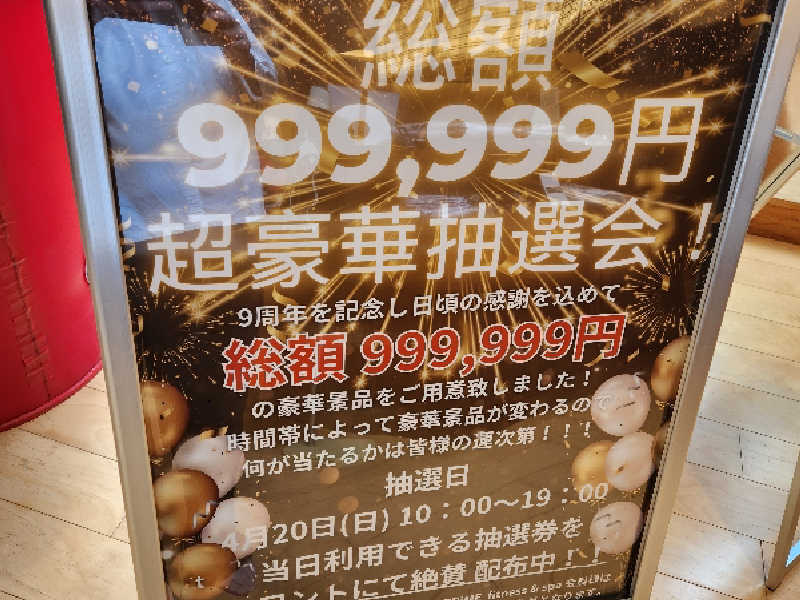 総額
999,999円
超豪華抽選会！
9周年を記念し日頃の感謝を込めて
総額 999,999円
の豪華景品をご用意致しました！
時間帯によって豪華景品が変わるので
何が当たるかは皆様の運次第！！！
抽選日
4月20日(日) 10：00～19：00
当日利用できる抽選券を
ロントにて絶賛 配布中！！
fitness & spa